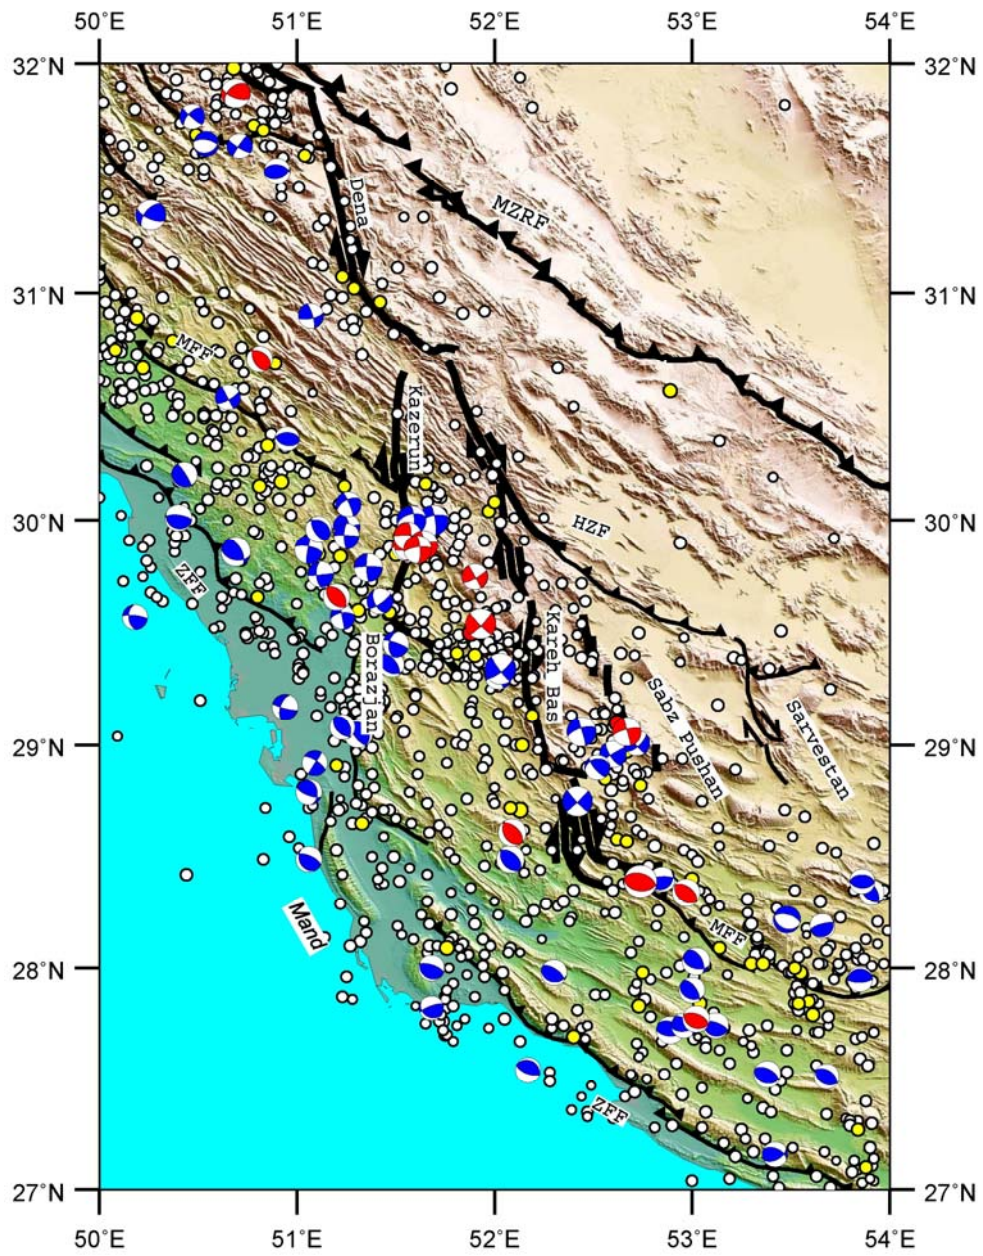 50°E 51°E 52°E 53°E 54°E
32°N 32°N
Dena
MZRF
31°N 31°N
MFF
Kazerun
30°N 30°N
HZF
ZFF
Borazjan
Kareh Bas
Sabz pushan
Sarvestan
29°N 29°N
Mand
MFF
28°N 28°N
ZFF
27°N 27°N
50°E 51°E 52°E 53°E 54°E